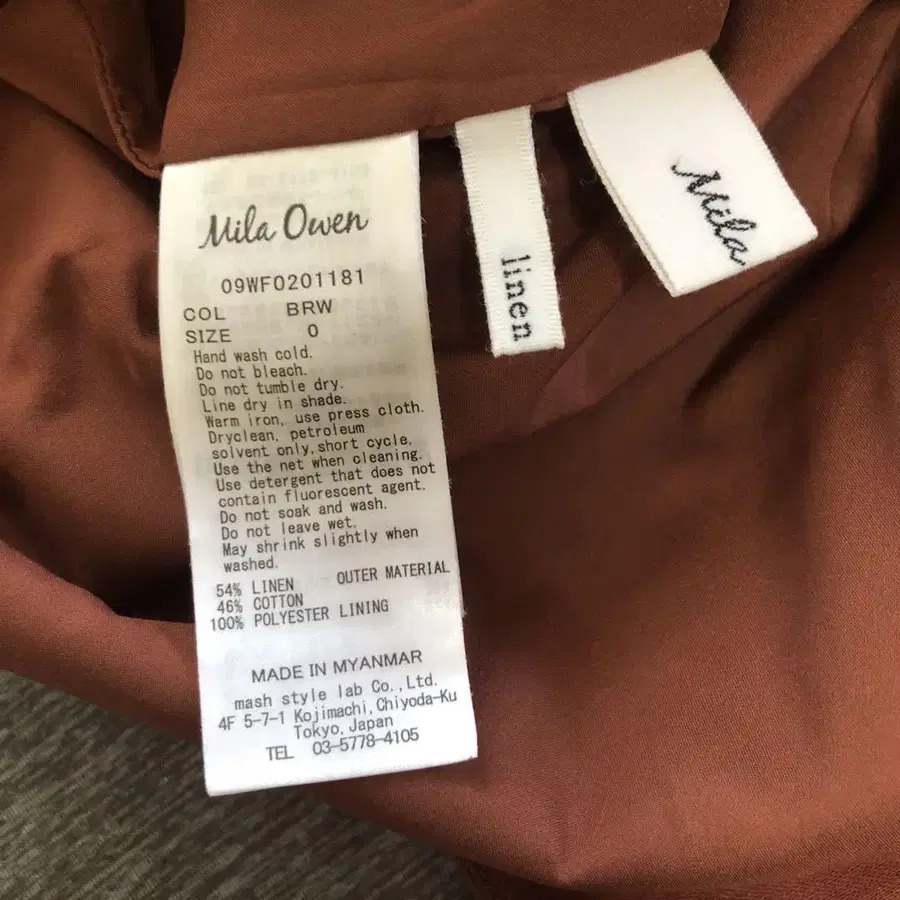 Mila Owen
09WF0201181
COL BRW
SIZE 0
Hand wash cold.
Do not bleach.
Do not tumble dry.
Line dry in shade.
Warm iron, use press cloth.
Dryclean, petroleum
solvent only,short cycle.
Use the net when cleaning.
Use detergent that does not
contain fluorescent agent.
Do not soak and wash.
Do not leave wet.
May shrink slightly when
washed.
54% LINEN OUTER MATERIAL
46% COTTON
100% POLYESTER LINING
MADE IN MYANMAR
mash style lab Co.,Ltd.
4F 5-7-1 Kojimachi,Chiyoda-Ku
Tokyo,Japan
TEL 03-5778-4105
linen
Mila